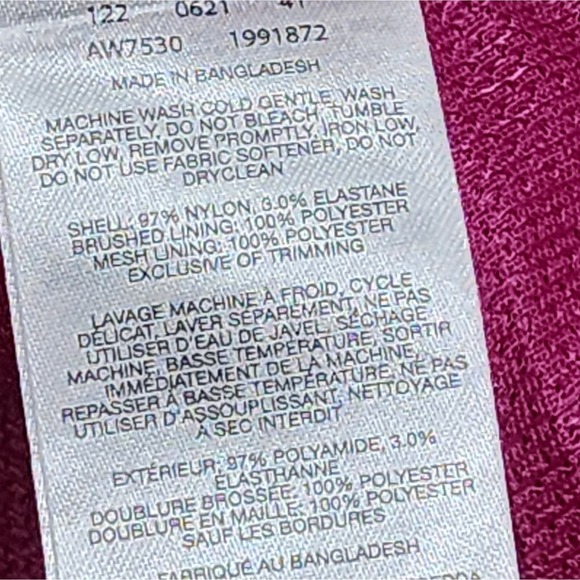 122 0621 41
AW7530 1991872
MADE IN BANGLADESH
MACHINE WASH COLD GENTLE, WASH
SEPARATELY, DO NOT BLEACH, TUMBLE
DRY LOW, REMOVE PROMPTLY, IRON LOW,
DO NOT USE FABRIC SOFTENER, DO NOT
DRYCLEAN
SHELL: 97% NYLON, 3.0% ELASTANE
BRUSHED LINING: 100% POLYESTER
MESH LINING: 100% POLYESTER
EXCLUSIVE OF TRIMMING
LAVAGE MACHINE À FROID, CYCLE
DÉLICAT, LAVER SÉPARÉMENT, NE PAS
UTILISER D'EAU DE JAVEL, SÉCHAGE
MACHINE, BASSE TEMPÉRATURE, SORTIR
IMMÉDIATEMENT DE LA MACHINE,
REPASSER À BASSE TEMPÉRATURE, NE PAS
UTILISER D'ASSOUPLISSANT, NETTOYAGE
À SEC INTERDIT
EXTÉRIEUR: 97% POLYAMIDE, 3.0%
ÉLASTHANNE
DOUBLURE BROSSÉE: 100% POLYESTER
DOUBLURE EN MAILLE: 100% POLYESTER
SAUF LES BORDURES
FABRIQUÉ AU BANGLADESH